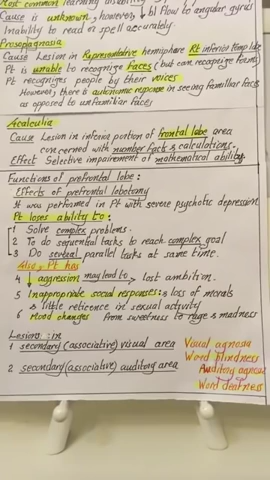 Most common learning disability
Cause is unknown, however, ↓ bl flow to angular gyrus
Inability to read or spell accurately.
Prosopagnosia
Cause Lesion in Representative hemisphere Rt inferior temp lobe
Pt is unable to recognize faces (but can recognize forms)
Pt recognizes people by their voices
However, there is autonomic response in seeing familiar faces
as opposed to unfamiliar faces
Acalculia
Cause Lesion in inferior portion of frontal lobe area
concerned with number facts & calculations.
Effect Selective impairment of mathematical ability
Functions of prefrontal lobe:
Effects of prefrontal lobotomy
It was performed in Pt with severe psychotic depression
Pt loses ability to:
1 Solve complex problems.
2 To do sequential tasks to reach complex goal
3 Do several parallel tasks at same time.
Also, Pt has
4 ↓ aggression may lead to → lost ambition.
5 Inappropriate social responses: & loss of morals
& little reticence in sexual activity
6 Mood changes From sweetness to rage & madness
Lesions in
1 secondary (associative) visual area Visual agnosia
Word blindness
2 secondary (associative) auditory area Auditory agnosia
Word deafness